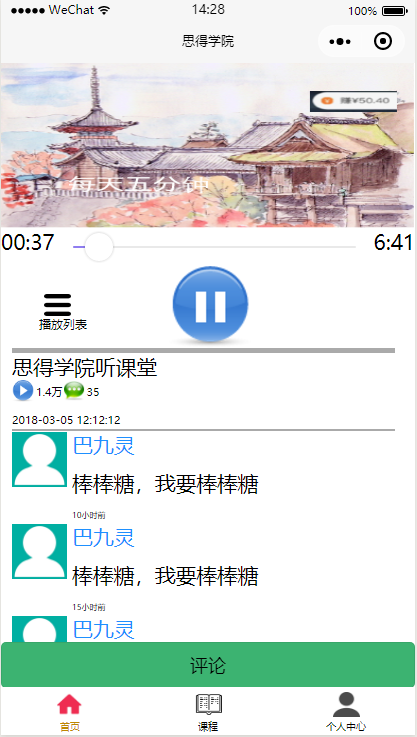 WeChat 14:28 100%
思得学院
赚¥50.40
每天五分钟
00:37 6:41
播放列表
思得学院听课堂
1.4万 35
2018-03-05 12:12:12
巴九灵
棒棒糖，我要棒棒糖
10小时前
巴九灵
棒棒糖，我要棒棒糖
15小时前
巴九灵
评论
首页 课程 个人中心